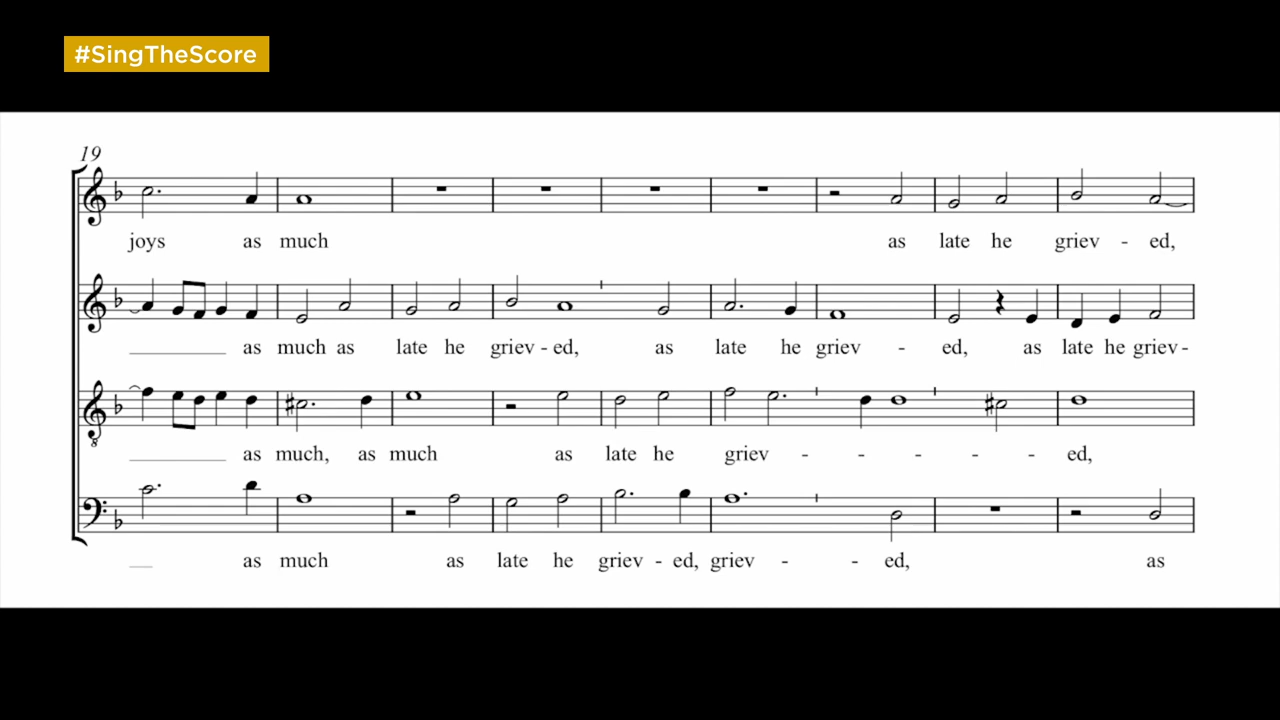 #SingTheScore
19
joys as much as late he griev - ed,
as much as late he griev - ed, as late he griev - ed, as late he griev -
as much, as much as late he griev - - - - - ed,
as much as late he griev - ed, griev - - ed, as